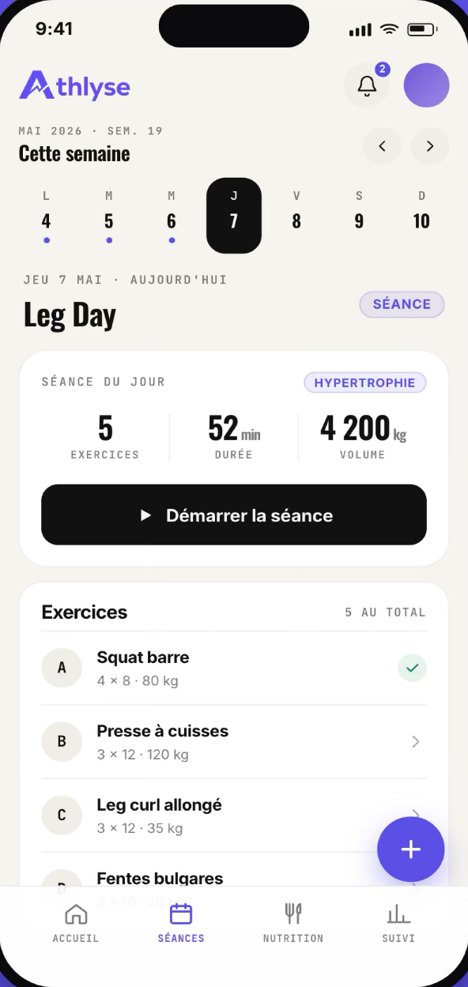 9:41
Athlyse
2
MAI 2026 · SEM. 19
Cette semaine
L M M J V S D
4 5 6 7 8 9 10
JEU 7 MAI · AUJOURD'HUI
Leg Day
SÉANCE
SÉANCE DU JOUR
HYPERTROPHIE
5 52 min 4 200 kg
EXERCICES DURÉE VOLUME
Démarrer la séance
Exercices
5 AU TOTAL
A
Squat barre
4 × 8 · 80 kg
B
Presse à cuisses
3 × 12 · 120 kg
C
Leg curl allongé
3 × 12 · 35 kg
D
Fentes bulgares
ACCUEIL SÉANCES NUTRITION SUIVI